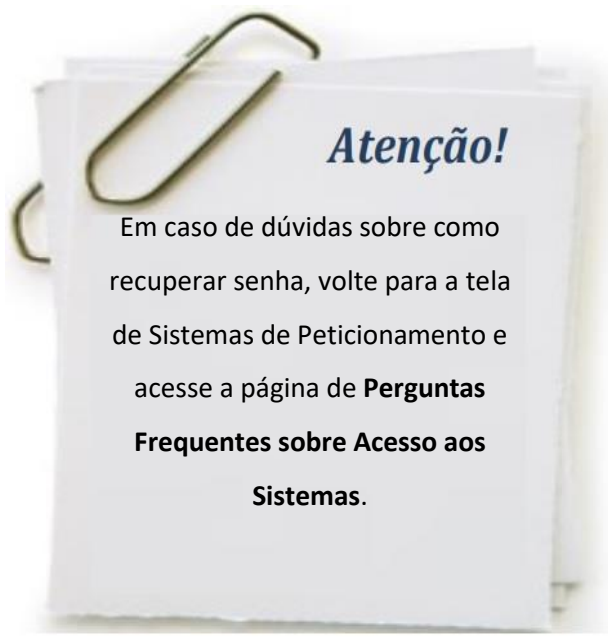 Atenção!
Em caso de dúvidas sobre como
recuperar senha, volte para a tela
de Sistemas de Peticionamento e
acesse a página de Perguntas
Frequentes sobre Acesso aos
Sistemas.